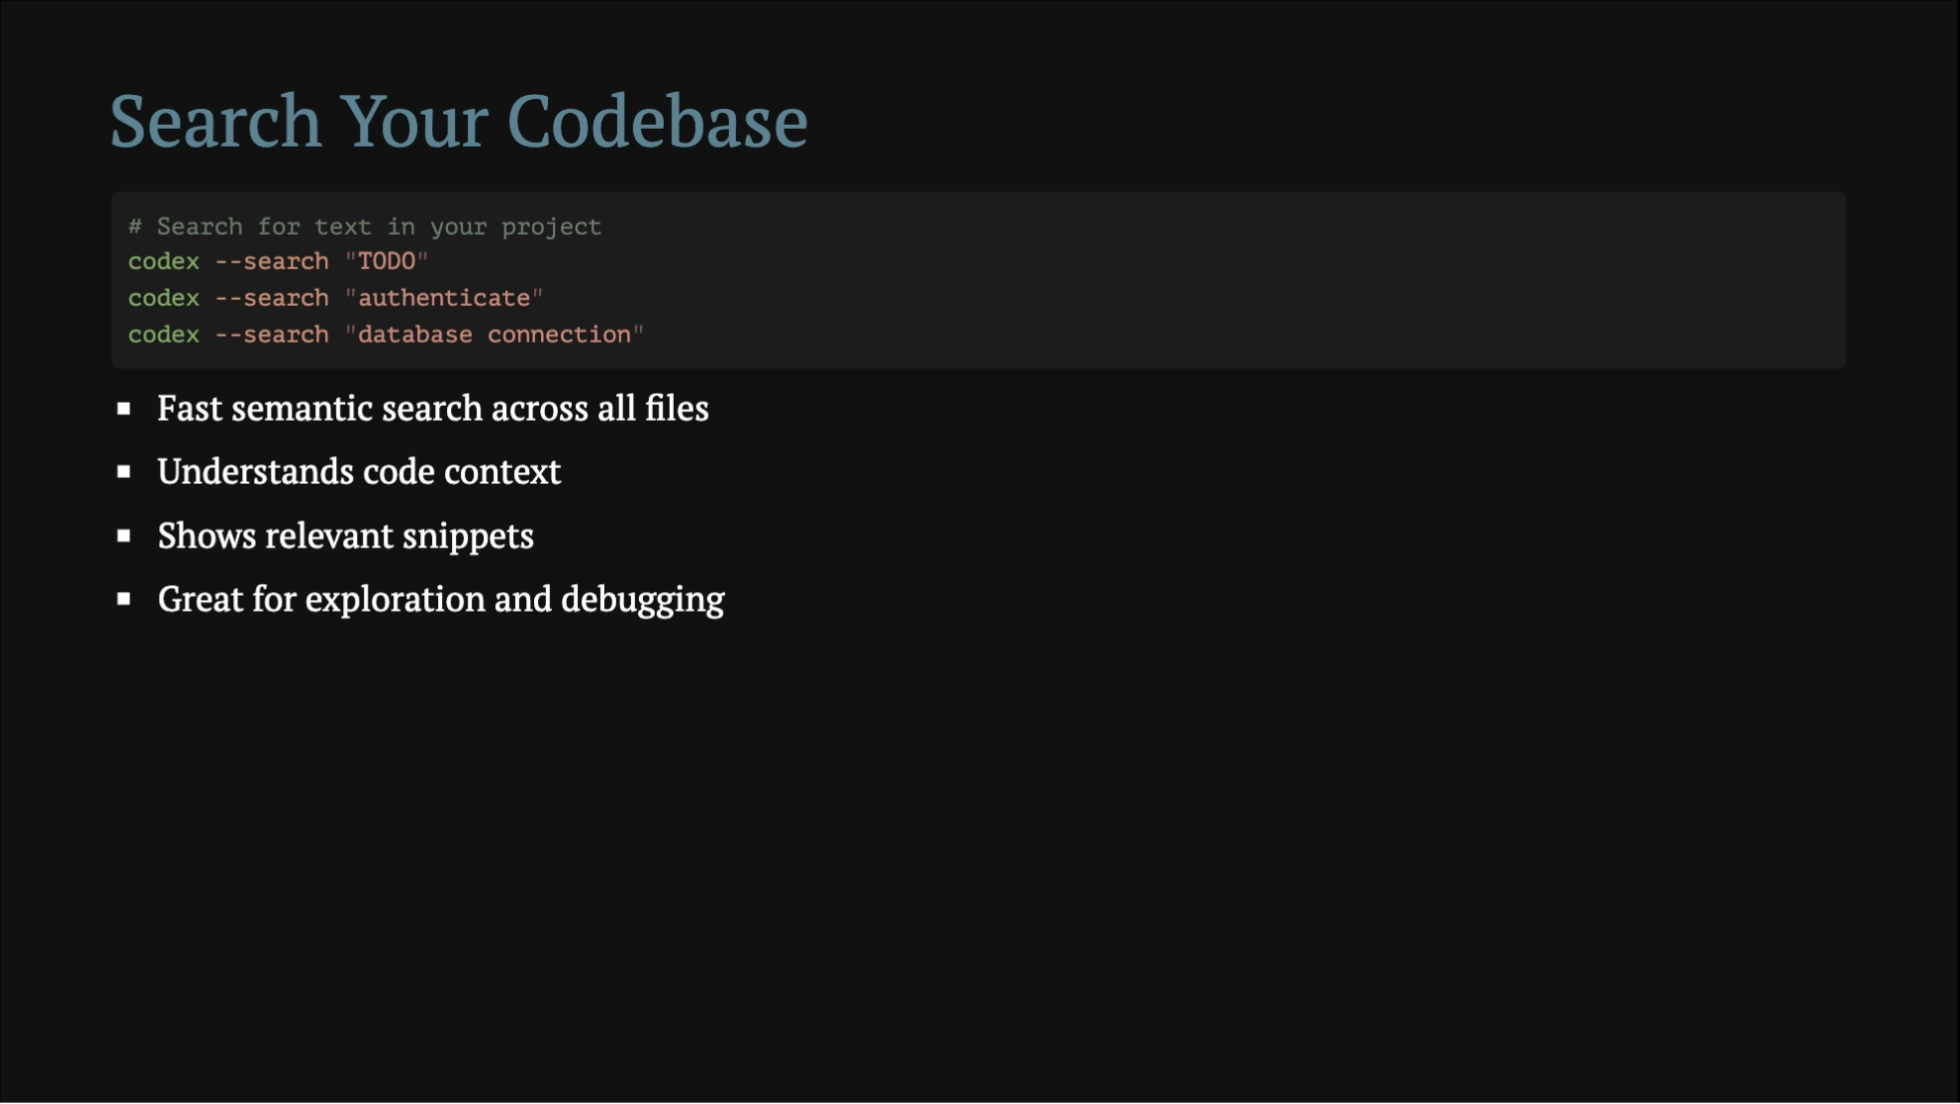 Search Your Codebase
# Search for text in your project
codex --search "TODO"
codex --search "authenticate"
codex --search "database connection"
▪ Fast semantic search across all files
▪ Understands code context
▪ Shows relevant snippets
▪ Great for exploration and debugging